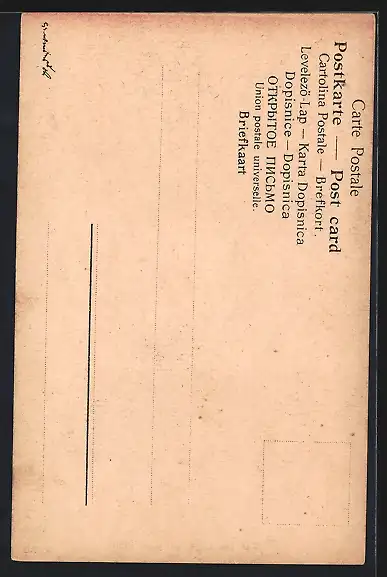 Carte Postale
Postkarte — Post card
Cartolina Postale — Brefkort.
Levelező-Lap — Karta Dopisnica
Dopisnice — Dopisnica
ОТКРЫТОЕ ПИСЬМО
Union postale universelle.
Briefkaart